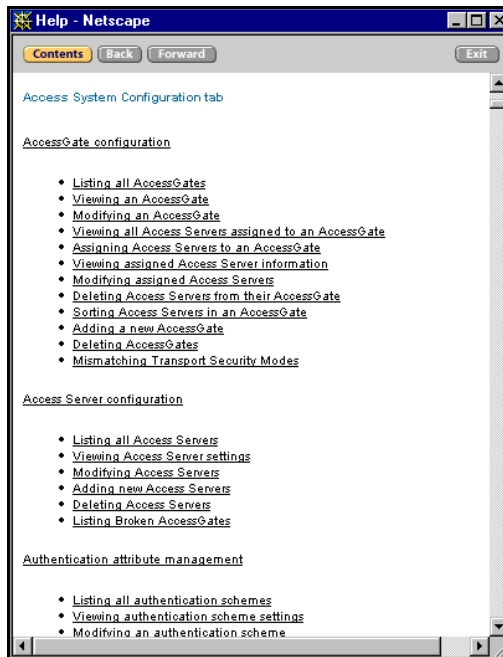 Help - Netscape
Contents Back Forward Exit
Access System Configuration tab
AccessGate configuration
Listing all AccessGates
Viewing an AccessGate
Modifying an AccessGate
Viewing all Access Servers assigned to an AccessGate
Assigning Access Servers to an AccessGate
Viewing assigned Access Server information
Modifying assigned Access Servers
Deleting Access Servers from their AccessGate
Sorting Access Servers in an AccessGate
Adding a new AccessGate
Deleting AccessGates
Mismatching Transport Security Modes
Access Server configuration
Listing all Access Servers
Viewing Access Server settings
Modifying Access Servers
Adding new Access Servers
Deleting Access Servers
Listing Broken AccessGates
Authentication attribute management
Listing all authentication schemes
Viewing authentication scheme settings
Modifying an authentication scheme